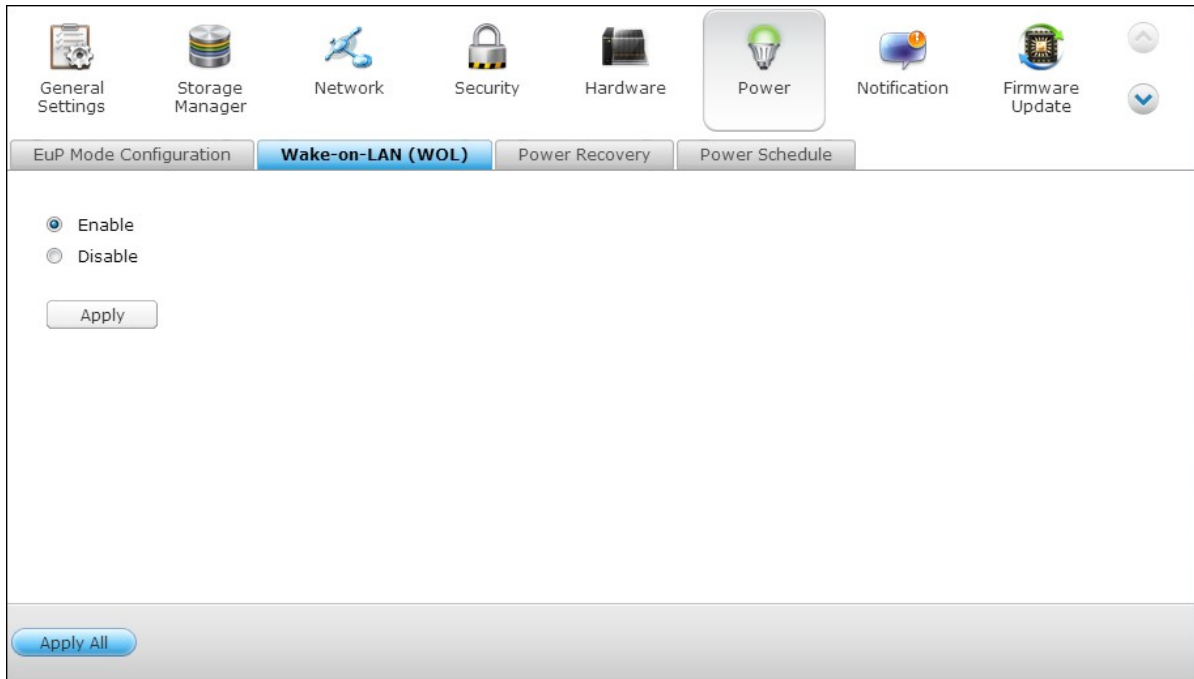 General Settings
Storage Manager
Network
Security
Hardware
Power
Notification
Firmware Update
EuP Mode Configuration
Wake-on-LAN (WOL)
Power Recovery
Power Schedule
Enable
Disable
Apply
Apply All